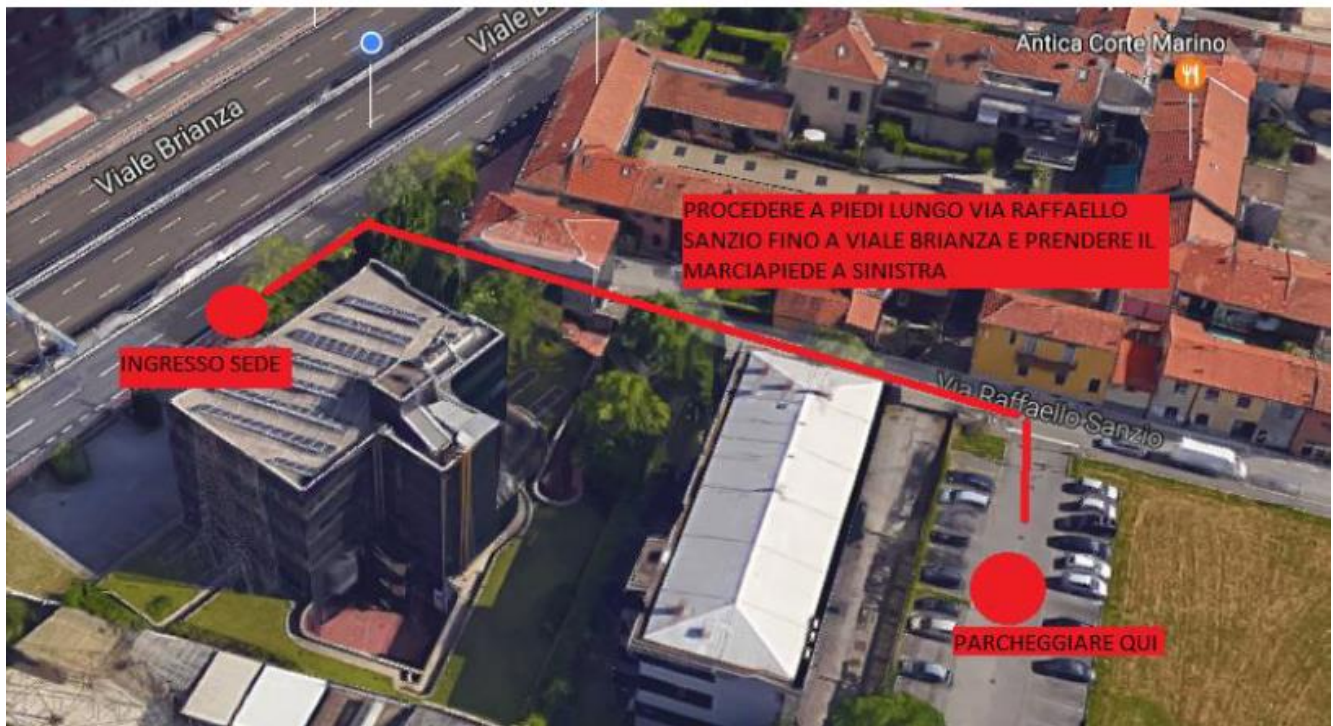 Viale B
Antica Corte Marino
Viale Brianza
PROCEDERE A PIEDI LUNGO VIA RAFFAELLO
SANZIO FINO A VIALE BRIANZA E PRENDERE IL
MARCIAPIEDE A SINISTRA
INGRESSO SEDE
Via Raffaello Sanzio
PARCHEGGIARE QUI